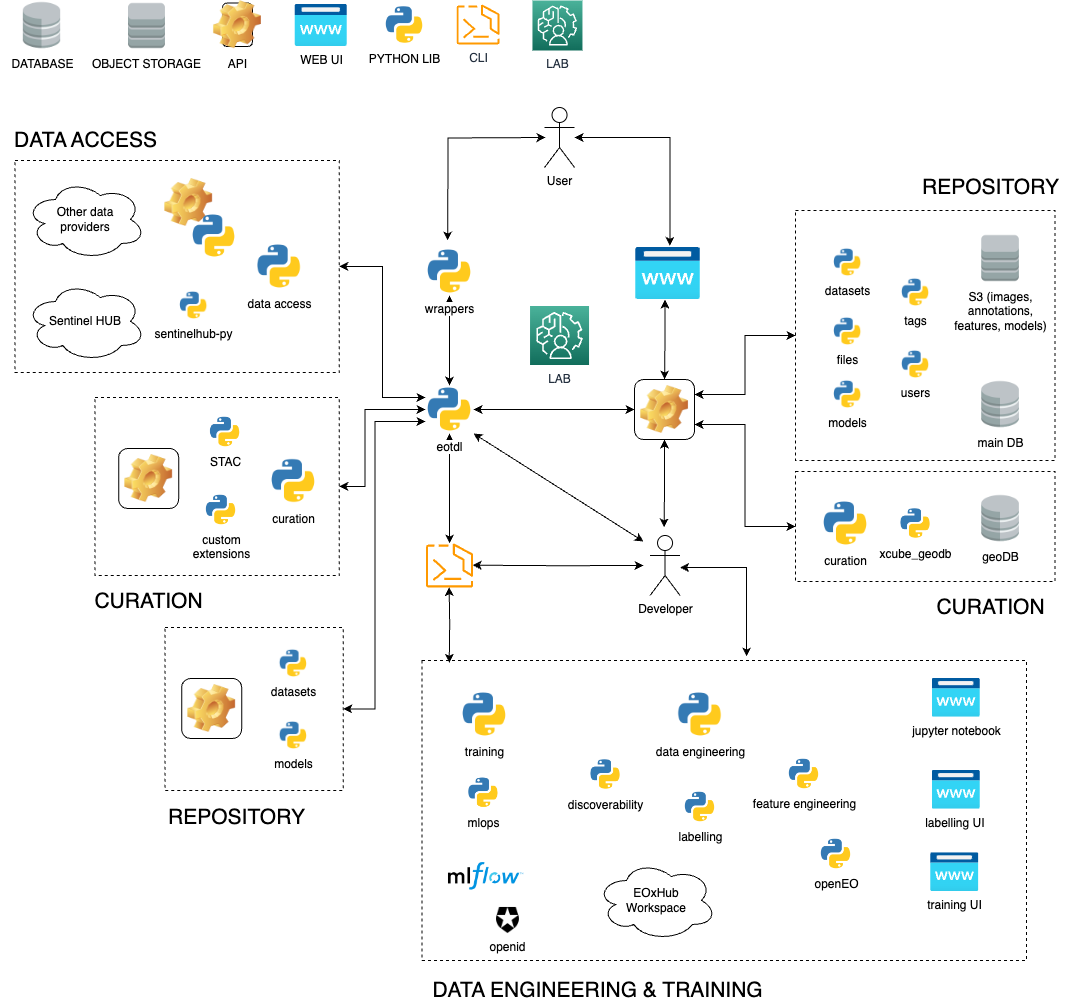 DATABASE
OBJECT STORAGE
API
WEB UI
PYTHON LIB
CLI
LAB
www
User
DATA ACCESS
Other data
providers
data access
Sentinel HUB
sentinelhub-py
wrappers
www
LAB
eotdl
REPOSITORY
datasets
tags
S3 (images,
annotations,
features, models)
files
users
models
main DB
STAC
custom
extensions
curation
CURATION
curation
xcube_geodb
geoDB
CURATION
Developer
datasets
models
REPOSITORY
training
data engineering
www
jupyter notebook
mlops
discoverability
labelling
feature engineering
www
labelling UI
mlflow
openid
EOxHub
Workspace
openEO
www
training UI
DATA ENGINEERING & TRAINING